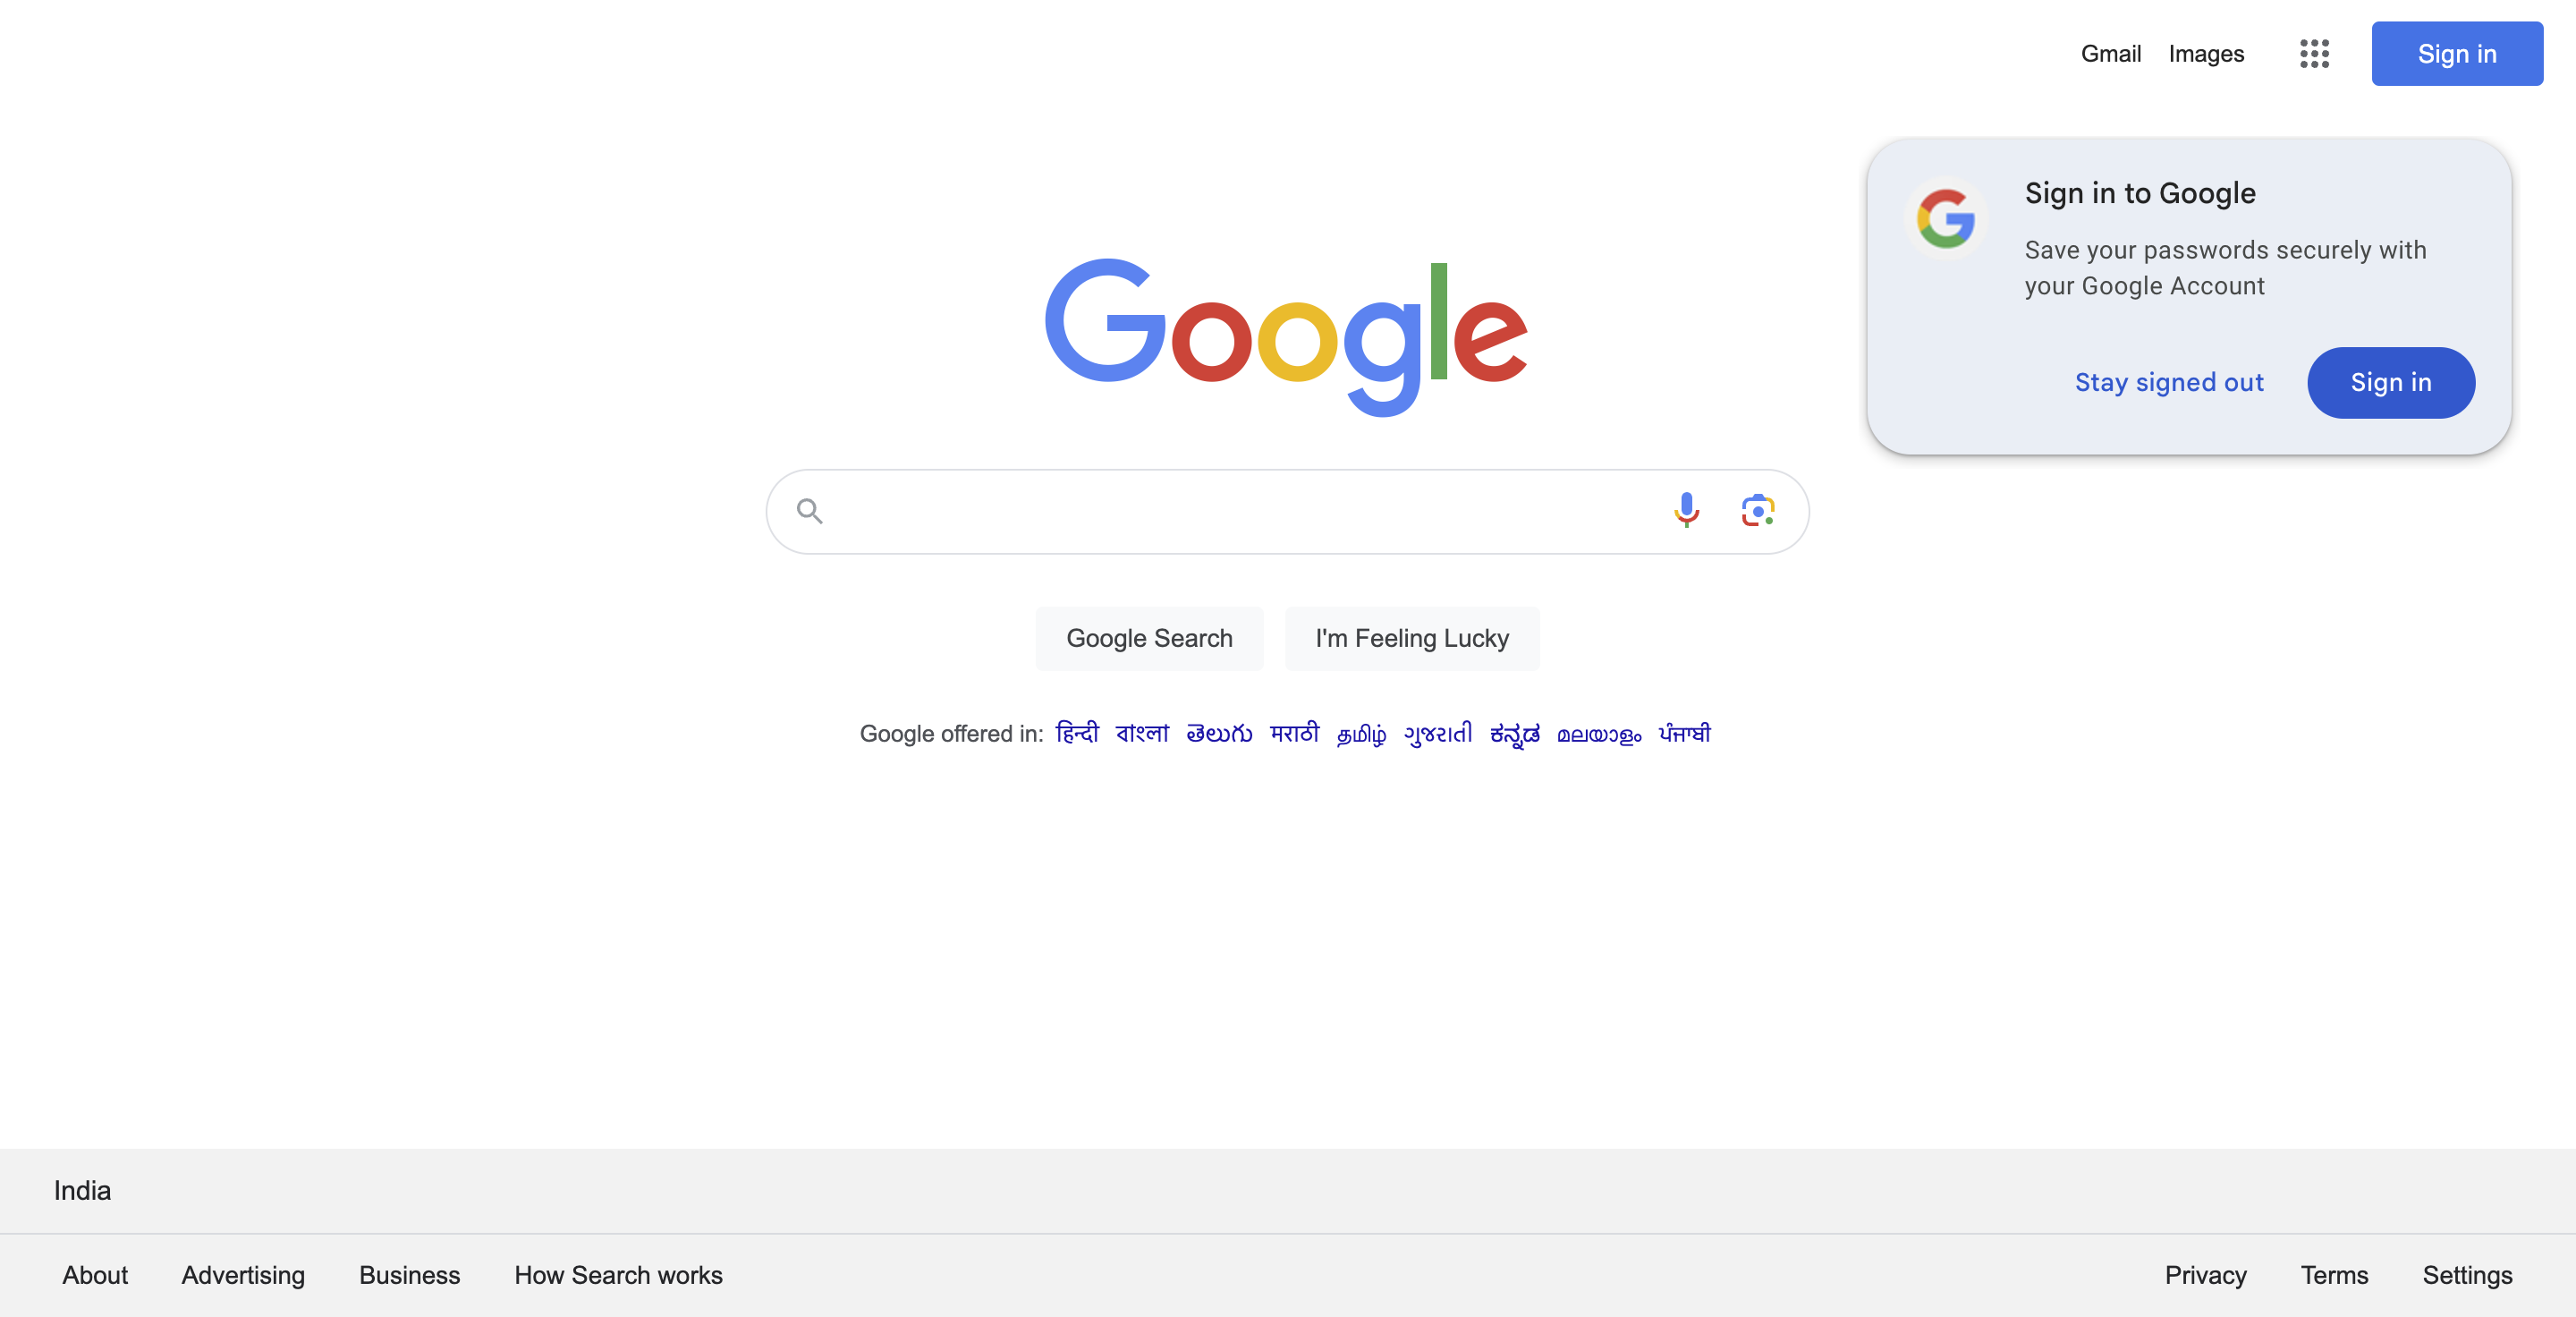 Gmail Images Sign in
Sign in to Google
Save your passwords securely with
your Google Account
Stay signed out Sign in
Google
Google Search I'm Feeling Lucky
Google offered in: हिन्दी বাংলা తెలుగు मराठी தமிழ் ગુજરાતી ಕನ್ನಡ മലയാളം ਪੰਜਾਬੀ
India
About Advertising Business How Search works Privacy Terms Settings